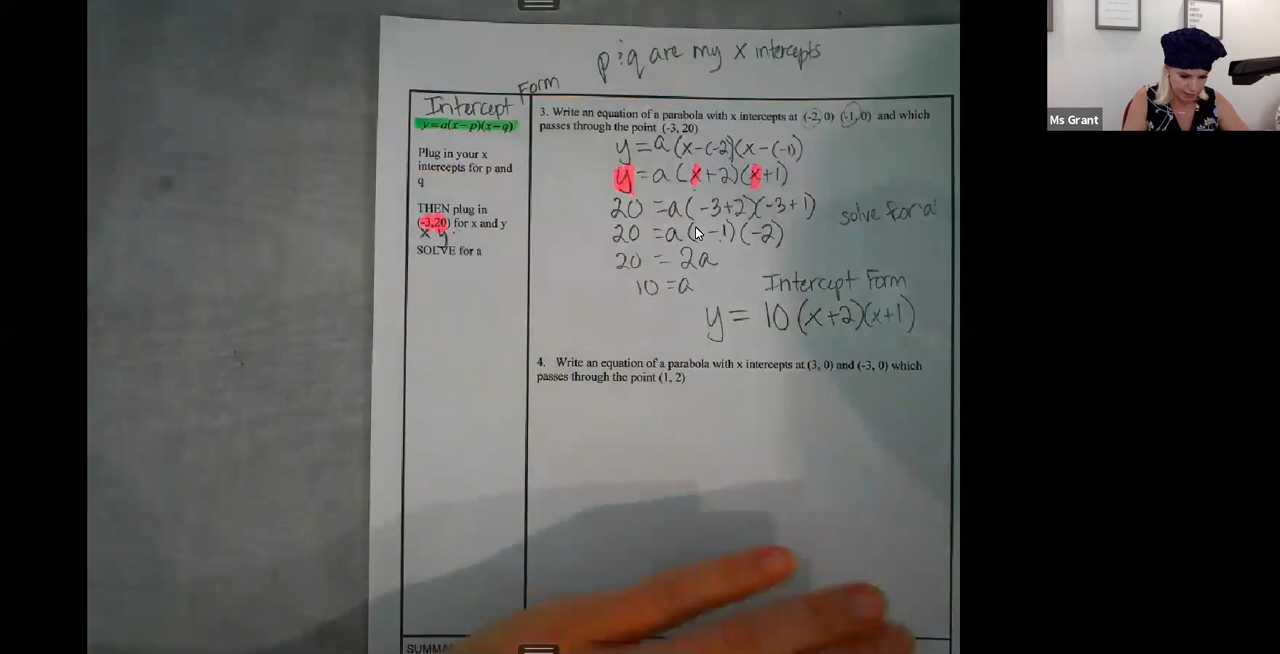 p & q are my x intercepts
Intercept Form
y=a(x−p)(x−q)
Plug in your x
intercepts for p and
q
THEN plug in
(-3,20) for x and y
x y
SOLVE for a
3. Write an equation of a parabola with x intercepts at (-2, 0) (-1, 0) and which
passes through the point (-3, 20)
y = a (x-(-2)(x-(-1)
y = a (x+2)(x+1)
20 = a(-3+2)(-3+1)
solve for 'a'
20 = a(-1)(-2)
20 = 2a
10 = a
Intercept Form
y = 10(x+2)(x+1)
4. Write an equation of a parabola with x intercepts at (3, 0) and (-3, 0) which
passes through the point (1, 2)
SUMMA
Ms Grant